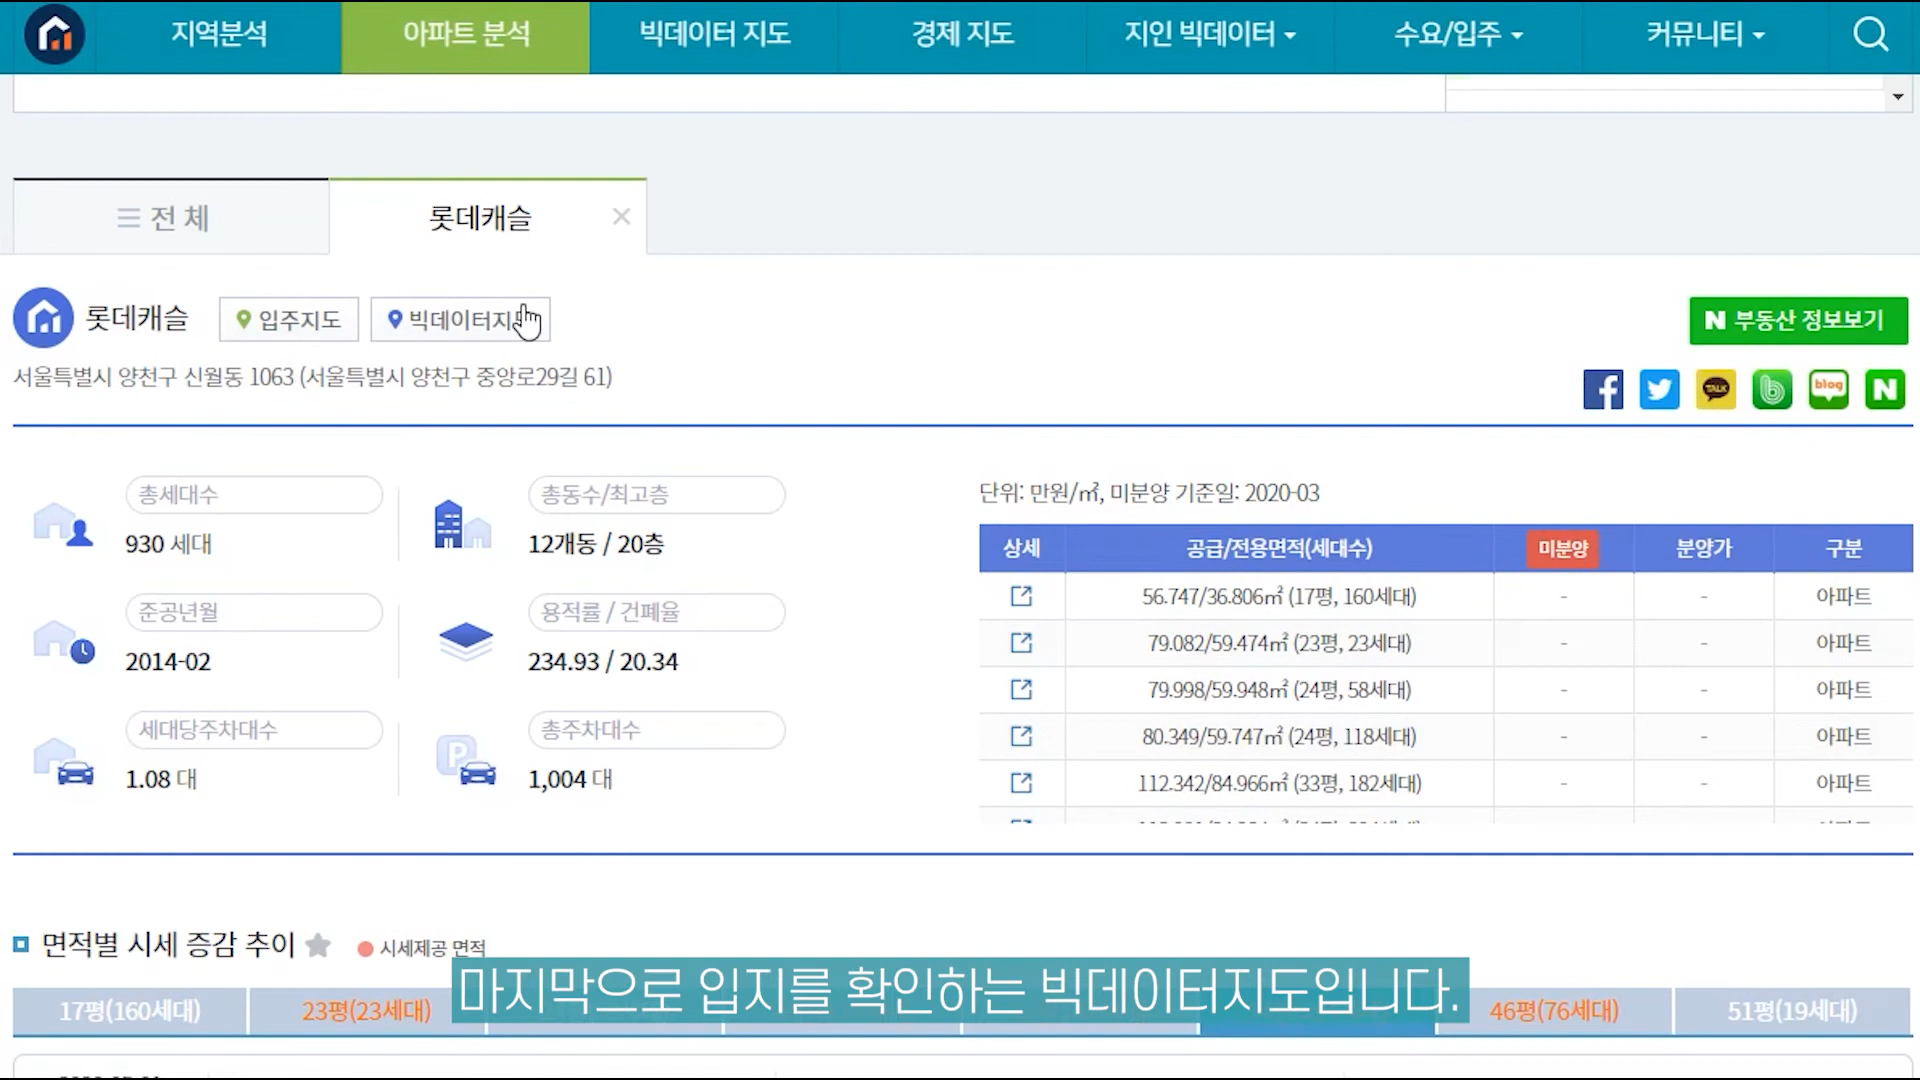 지역분석
아파트 분석
빅데이터 지도
경제 지도
지인 빅데이터
수요/입주
커뮤니티
전 체
롯데캐슬
롯데캐슬
입주지도
빅데이터지
N 부동산 정보보기
서울특별시 양천구 신월동 1063 (서울특별시 양천구 중앙로29길 61)
f
TALK
b
blog
N
총세대수
930 세대
총동수/최고층
12개동 / 20층
준공년월
2014-02
용적률 / 건폐율
234.93 / 20.34
세대당주차대수
1.08 대
총주차대수
P
1,004 대
단위: 만원/㎡, 미분양 기준일: 2020-03
상세 공급/전용면적(세대수) 미분양 분양가 구분
56.747/36.806㎡ (17평, 160세대) - - 아파트
79.082/59.474㎡ (23평, 23세대) - - 아파트
79.998/59.948㎡ (24평, 58세대) - - 아파트
80.349/59.747㎡ (24평, 118세대) - - 아파트
112.342/84.966㎡ (33평, 182세대) - - 아파트
면적별 시세 증감 추이
시세제공 면적
마지막으로 입지를 확인하는 빅데이터지도입니다.
17평(160세대)
23평(23세대)
46평(76세대)
51평(19세대)